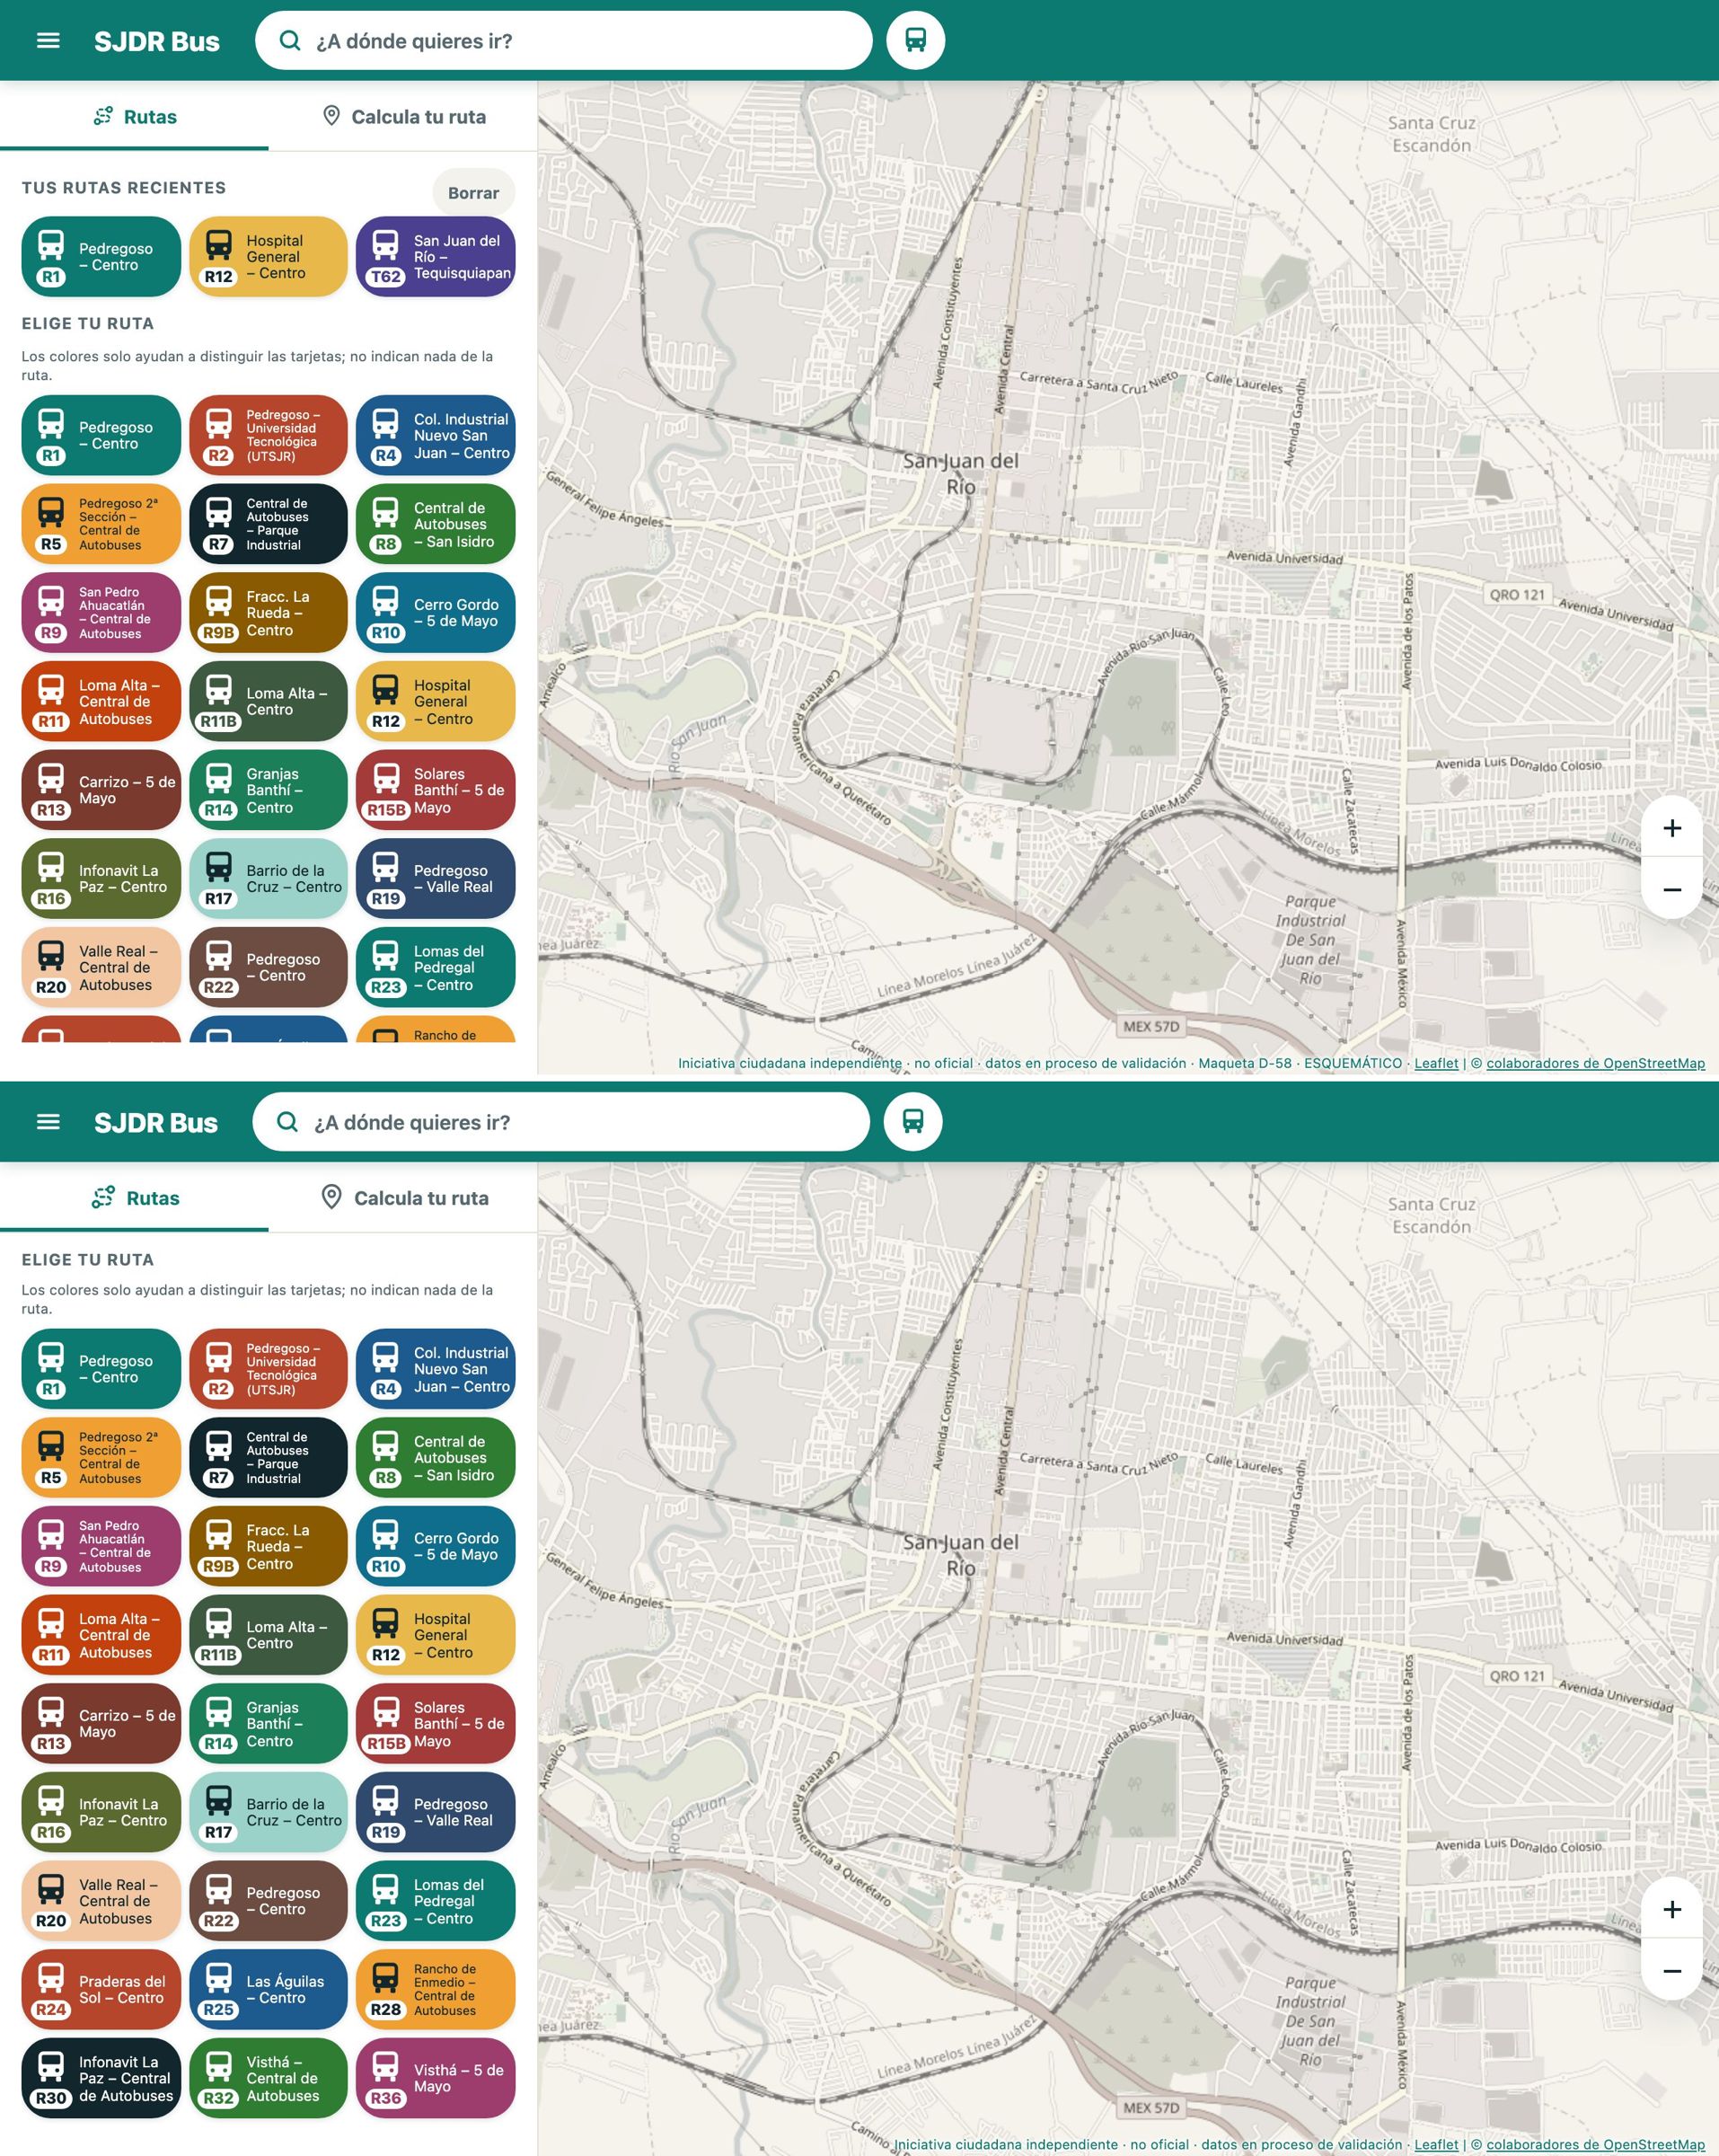 SJDR Bus
¿A dónde quieres ir?
Rutas
Calcula tu ruta
TUS RUTAS RECIENTES
Borrar
Pedregoso
– Centro
R1
Hospital
General
– Centro
R12
San Juan del
Río –
Tequisquiapan
T62
ELIGE TU RUTA
Los colores solo ayudan a distinguir las tarjetas; no indican nada de la
ruta.
Pedregoso
– Centro
R1
Pedregoso –
Universidad
Tecnológica
(UTSJR)
R2
Col. Industrial
Nuevo San
Juan – Centro
R4
Pedregoso 2ª
Sección –
Central de
Autobuses
R5
Central de
Autobuses
– Parque
Industrial
R7
Central de
Autobuses
– San Isidro
R8
San Pedro
Ahuacatlán
– Central de
Autobuses
R9
Fracc. La
Rueda –
Centro
R9B
Cerro Gordo
– 5 de Mayo
R10
Loma Alta –
Central de
Autobuses
R11
Loma Alta –
Centro
R11B
Hospital
General
– Centro
R12
Carrizo – 5 de
Mayo
R13
Granjas
Banthí –
Centro
R14
Solares
Banthí – 5 de
Mayo
R15B
Infonavit La
Paz – Centro
R16
Barrio de la
Cruz – Centro
R17
Pedregoso
– Valle Real
R19
Valle Real –
Central de
Autobuses
R20
Pedregoso
– Centro
R22
Lomas del
Pedregal
– Centro
R23
Rancho de
Santa Cruz
Escandón
Avenida Constituyentes
Avenida Central
Carretera a Santa Cruz Nieto
Calle Laureles
Avenida Gandhi
San Juan del
Río
General Felipe Ángeles
Avenida Universidad
QRO 121
Avenida Universidad
Avenida de los Patos
Avenida Río San Juan
Calle Leo
Amealco
Río San Juan
Carretera Panamericana a Querétaro
Avenida Luis Donaldo Colosio
Calle Zacatecas
Calle Mármol
Línea Morelos
Línea
+
−
Parque
Industrial
De San
Juan del
Río
Avenida México
nea Juárez
Línea Morelos Línea Juárez
MEX 57D
Iniciativa ciudadana independiente · no oficial · datos en proceso de validación · Maqueta D-58 · ESQUEMÁTICO · Leaflet | © colaboradores de OpenStreetMap
SJDR Bus
¿A dónde quieres ir?
Rutas
Calcula tu ruta
ELIGE TU RUTA
Los colores solo ayudan a distinguir las tarjetas; no indican nada de la
ruta.
Pedregoso
– Centro
R1
Pedregoso –
Universidad
Tecnológica
(UTSJR)
R2
Col. Industrial
Nuevo San
Juan – Centro
R4
Pedregoso 2ª
Sección –
Central de
Autobuses
R5
Central de
Autobuses
– Parque
Industrial
R7
Central de
Autobuses
– San Isidro
R8
San Pedro
Ahuacatlán
– Central de
Autobuses
R9
Fracc. La
Rueda –
Centro
R9B
Cerro Gordo
– 5 de Mayo
R10
Loma Alta –
Central de
Autobuses
R11
Loma Alta –
Centro
R11B
Hospital
General
– Centro
R12
Carrizo – 5 de
Mayo
R13
Granjas
Banthí –
Centro
R14
Solares
Banthí – 5 de
Mayo
R15B
Infonavit La
Paz – Centro
R16
Barrio de la
Cruz – Centro
R17
Pedregoso
– Valle Real
R19
Valle Real –
Central de
Autobuses
R20
Pedregoso
– Centro
R22
Lomas del
Pedregal
– Centro
R23
Praderas del
Sol – Centro
R24
Las Águilas
– Centro
R25
Rancho de
Enmedio –
Central de
Autobuses
R28
Infonavit La
Paz – Central
de Autobuses
R30
Visthá –
Central de
Autobuses
R32
Visthá – 5 de
Mayo
R36
Santa Cruz
Escandón
Avenida Constituyentes
Avenida Central
Carretera a Santa Cruz Nieto
Calle Laureles
Avenida Gandhi
San Juan del
Río
General Felipe Ángeles
Avenida Universidad
QRO 121
Avenida Universidad
Avenida de los Patos
Avenida Río San Juan
Calle Leo
Amealco
Río San Juan
Carretera Panamericana a Querétaro
Avenida Luis Donaldo Colosio
Calle Zacatecas
Calle Mármol
Línea Morelos
Línea
+
−
Parque
Industrial
De San
Juan del
Río
Avenida México
nea Juárez
Línea Morelos Línea Juárez
MEX 57D
Camino al
Iniciativa ciudadana independiente · no oficial · datos en proceso de validación · Leaflet | © colaboradores de OpenStreetMap